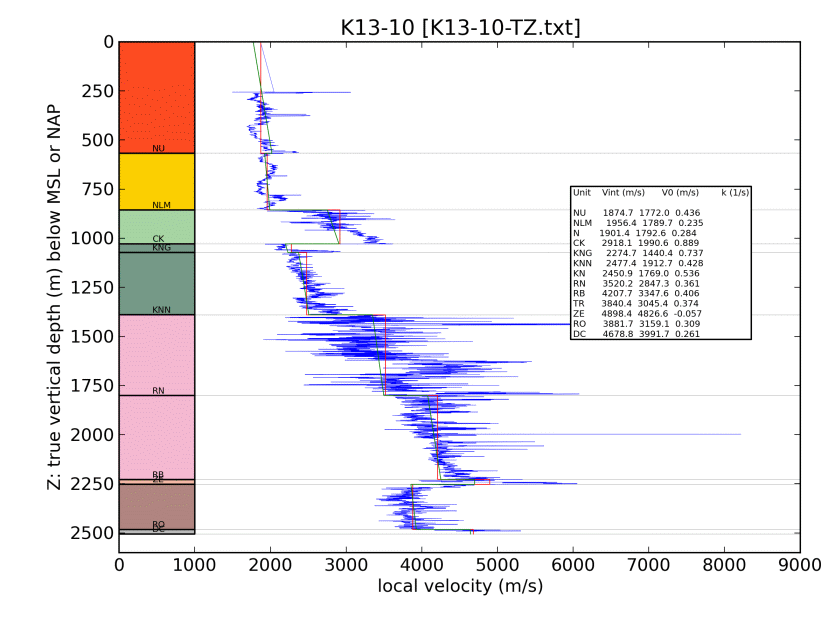 K13-10 [K13-10-TZ.txt]
0
250
500
750
1000
1250
1500
1750
2000
2250
2500
Z: true vertical depth (m) below MSL or NAP
NU
NLM
CK
KNG
KNN
RN
RB
ZE
RO
DC
Unit Vint (m/s) V0 (m/s) k (1/s)
NU 1874.7 1772.0 0.436
NLM 1956.4 1789.7 0.235
N 1901.4 1792.6 0.284
CK 2918.1 1990.6 0.889
KNG 2274.7 1440.4 0.737
KNN 2477.4 1912.7 0.428
KN 2450.9 1769.0 0.536
RN 3520.2 2847.3 0.361
RB 4207.7 3347.6 0.406
TR 3840.4 3045.4 0.374
ZE 4898.4 4826.6 -0.057
RO 3881.7 3159.1 0.309
DC 4678.8 3991.7 0.261
0 1000 2000 3000 4000 5000 6000 7000 8000 9000
local velocity (m/s)